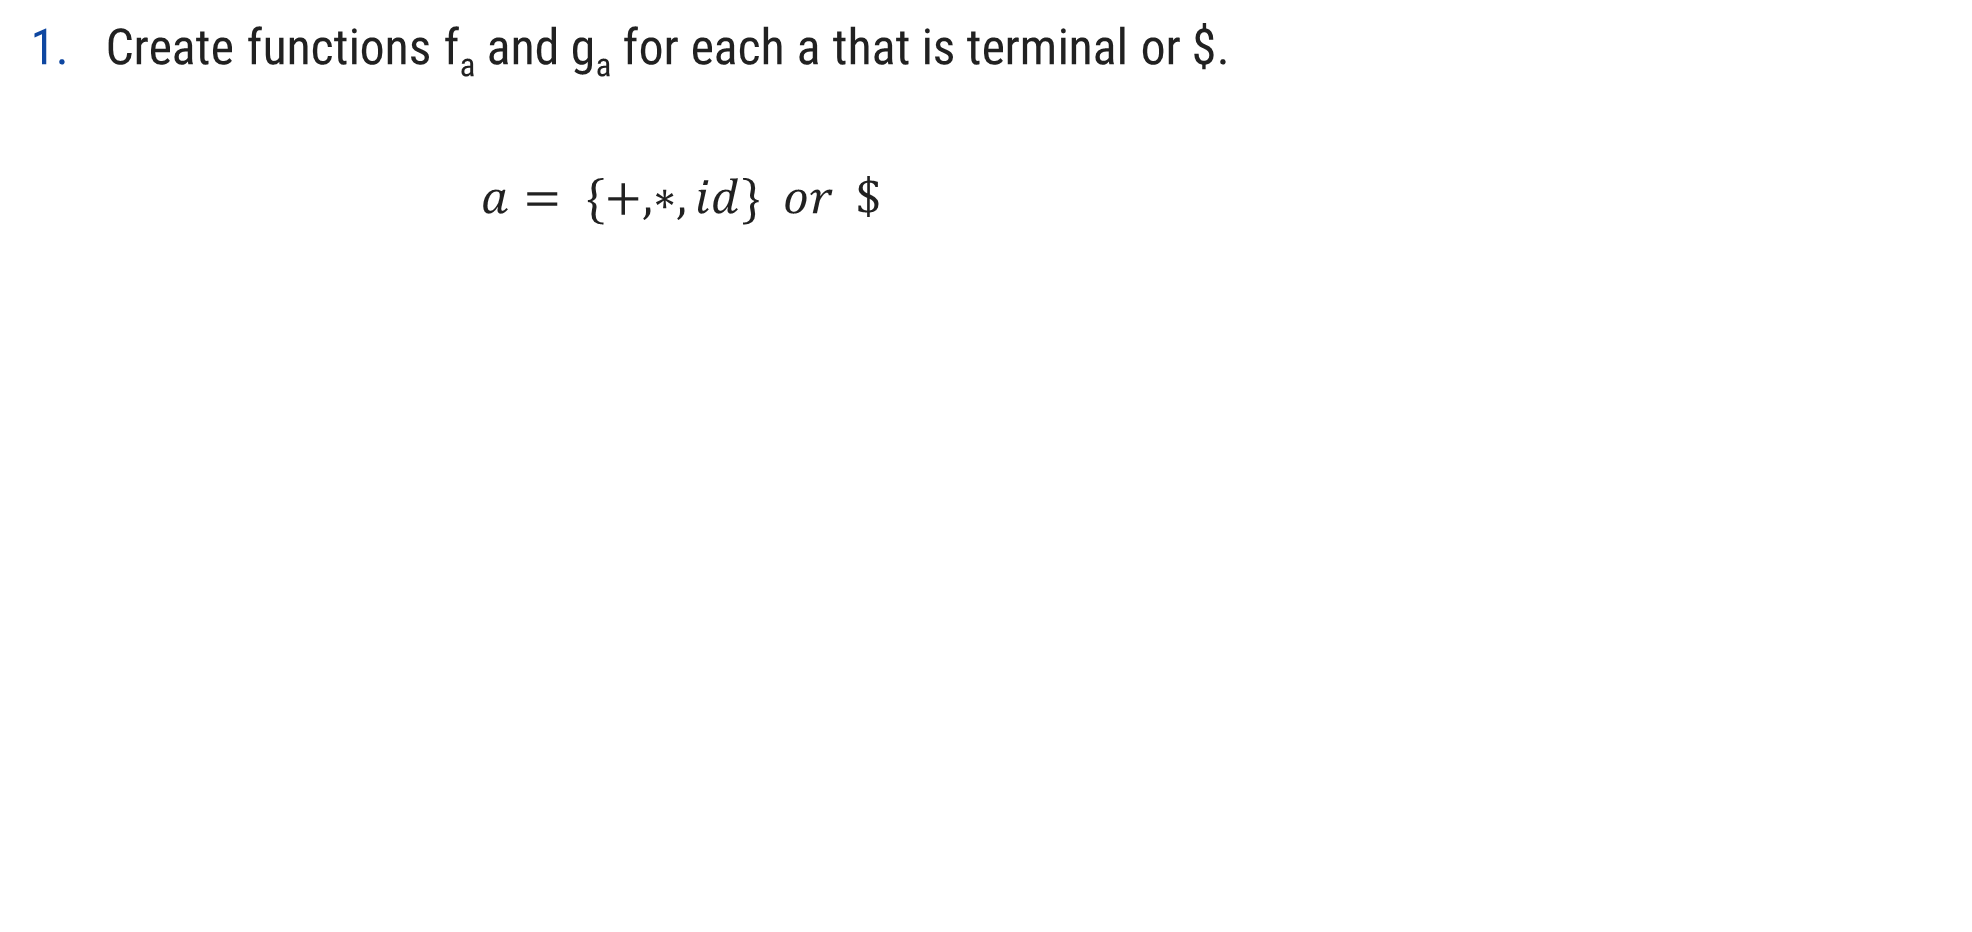 1. Create functions fₐ and gₐ for each a that is terminal or $.
a = {+,∗, id} or $